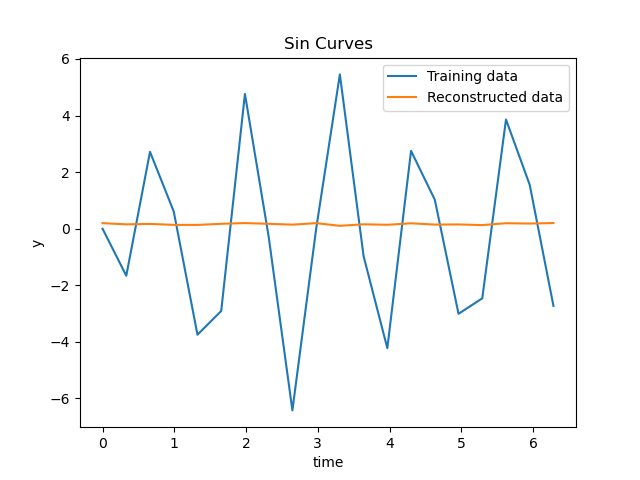 Sin Curves
Training data
Reconstructed data
6
4
2
0
−2
−4
−6
y
0 1 2 3 4 5 6
time